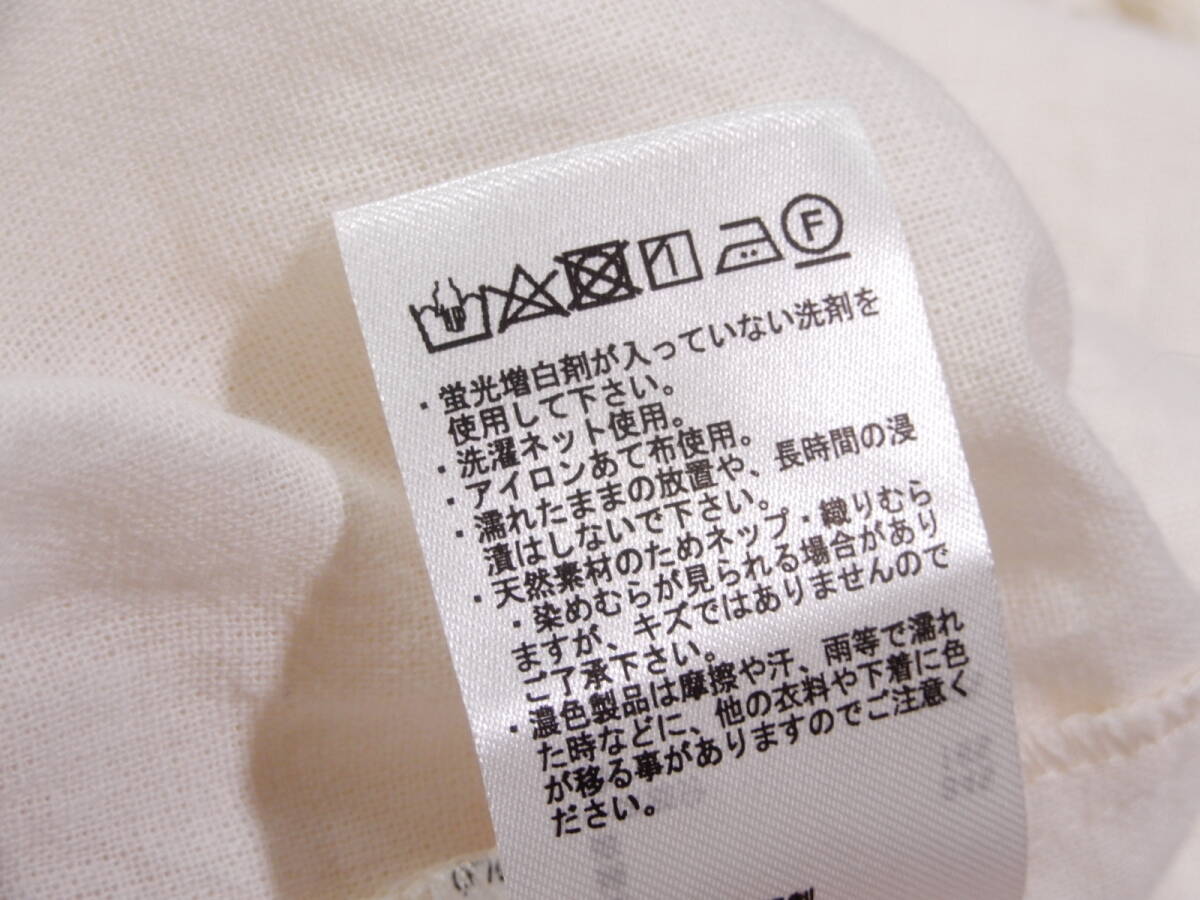 F
・蛍光増白剤が入っていない洗剤を
使用して下さい。
・洗濯ネット使用。
・アイロンあて布使用。
・濡れたままの放置や、長時間の浸
漬はしないで下さい。
・天然素材のためネップ・織りむら
・染めむらが見られる場合があり
ますが、キズではありませんので
ご了承下さい。
・濃色製品は摩擦や汗、雨等で濡れ
た時などに、他の衣料や下着に色
が移る事がありますのでご注意く
ださい。